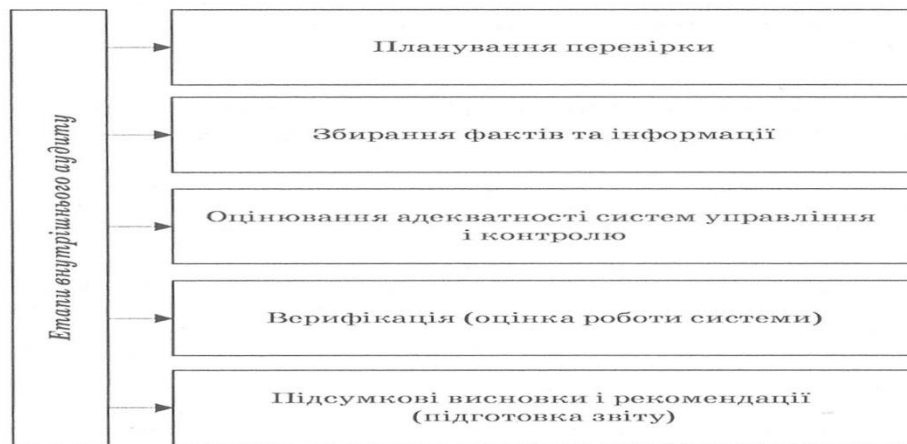 Етапи внутрішнього аудиту
Планування перевірки
Збирання фактів та інформації
Оцінювання адекватності систем управління
і контролю
Верифікація (оцінка роботи системи)
Підсумкові висновки і рекомендації
(підготовка звіту)